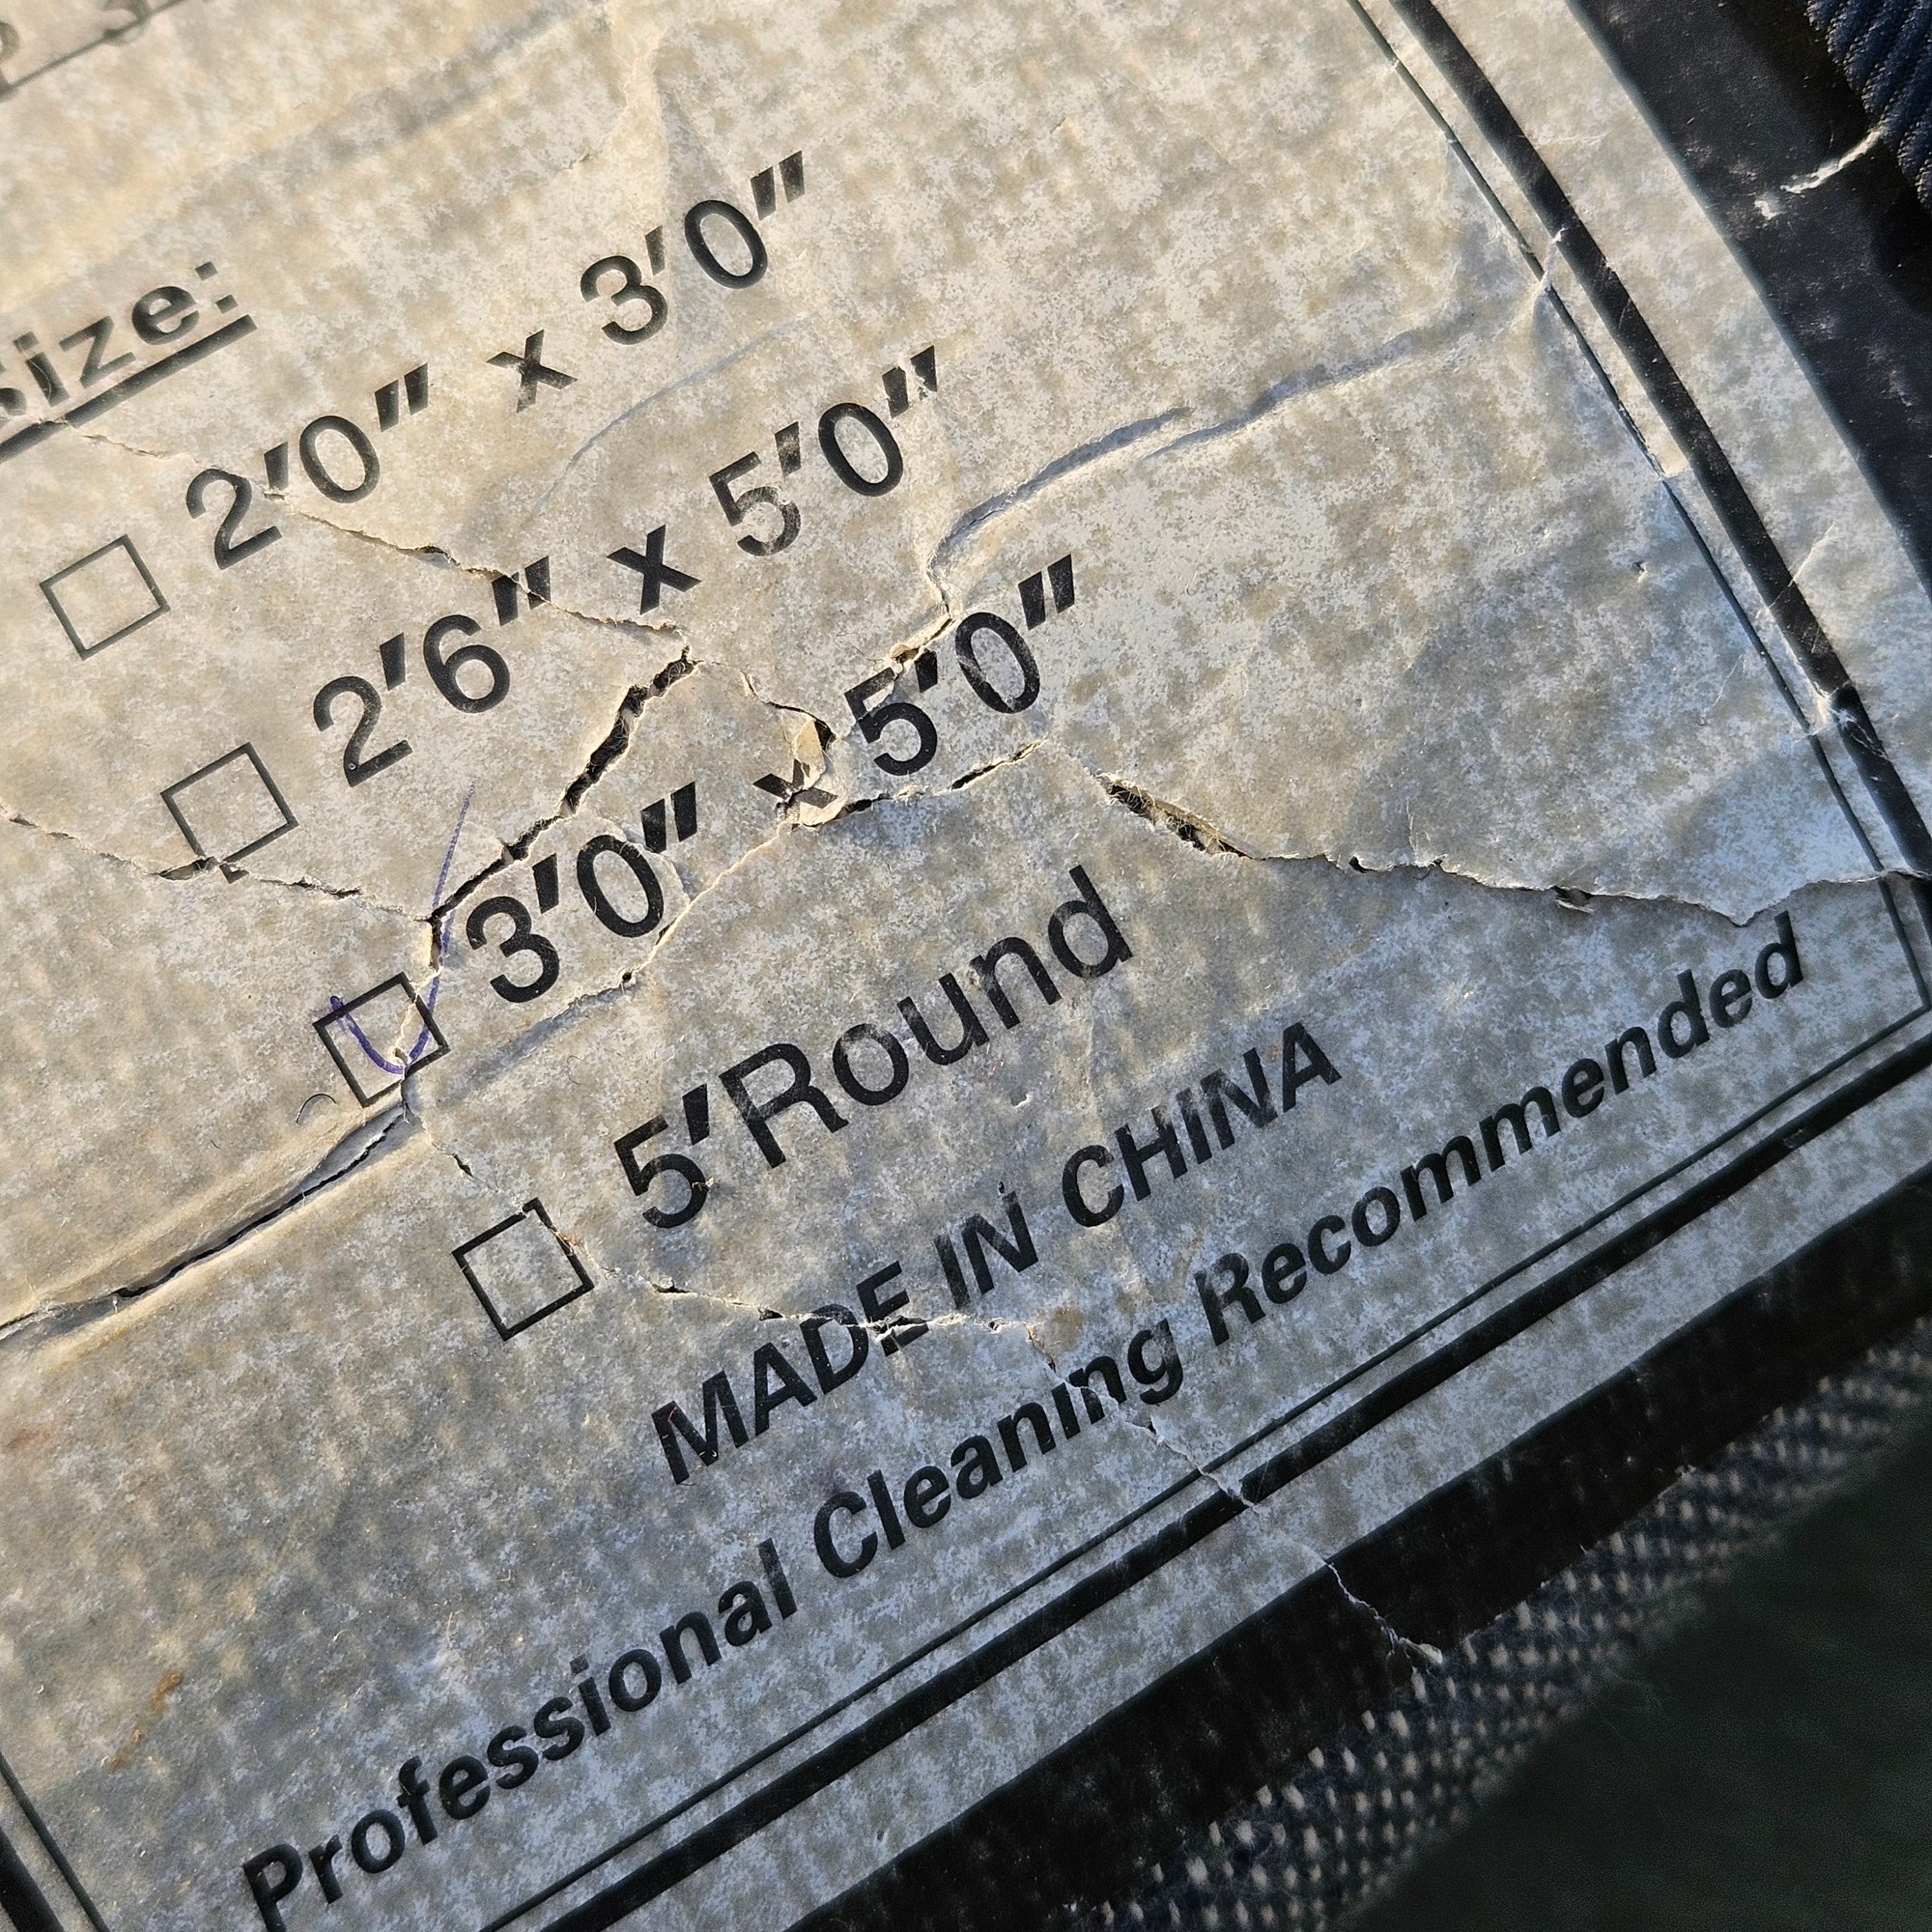 Size:
☐ 2'0" x 3'0"
☐ 2'6" x 5'0"
☑ 3'0" x 5'0"
☐ 5'Round
MADE IN CHINA
Professional Cleaning Recommended